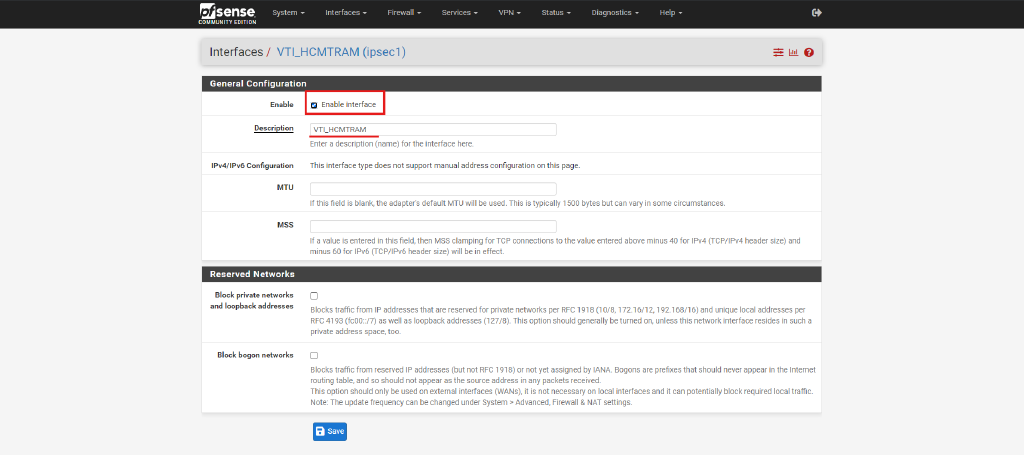 pfsense
COMMUNITY EDITION
System Interfaces Firewall Services VPN Status Diagnostics Help
Interfaces / VTI_HCMTRAM (ipsec1)
General Configuration
Enable Enable interface
Description VTI_HCMTRAM
Enter a description (name) for the interface here.
IPv4/IPv6 Configuration This interface type does not support manual address configuration on this page.
MTU
If this field is blank, the adapter's default MTU will be used. This is typically 1500 bytes but can vary in some circumstances.
MSS
If a value is entered in this field, then MSS clamping for TCP connections to the value entered above minus 40 for IPv4 (TCP/IPv4 header size) and
minus 60 for IPv6 (TCP/IPv6 header size) will be in effect.
Reserved Networks
Block private networks
and loopback addresses
Blocks traffic from IP addresses that are reserved for private networks per RFC 1918 (10/8, 172.16/12, 192.168/16) and unique local addresses per
RFC 4193 (fc00::/7) as well as loopback addresses (127/8). This option should generally be turned on, unless this network interface resides in such a
private address space, too.
Block bogon networks
Blocks traffic from reserved IP addresses (but not RFC 1918) or not yet assigned by IANA. Bogons are prefixes that should never appear in the Internet
routing table, and so should not appear as the source address in any packets received.
This option should only be used on external interfaces (WANs), it is not necessary on local interfaces and it can potentially block required local traffic.
Note: The update frequency can be changed under System > Advanced, Firewall & NAT settings.
Save